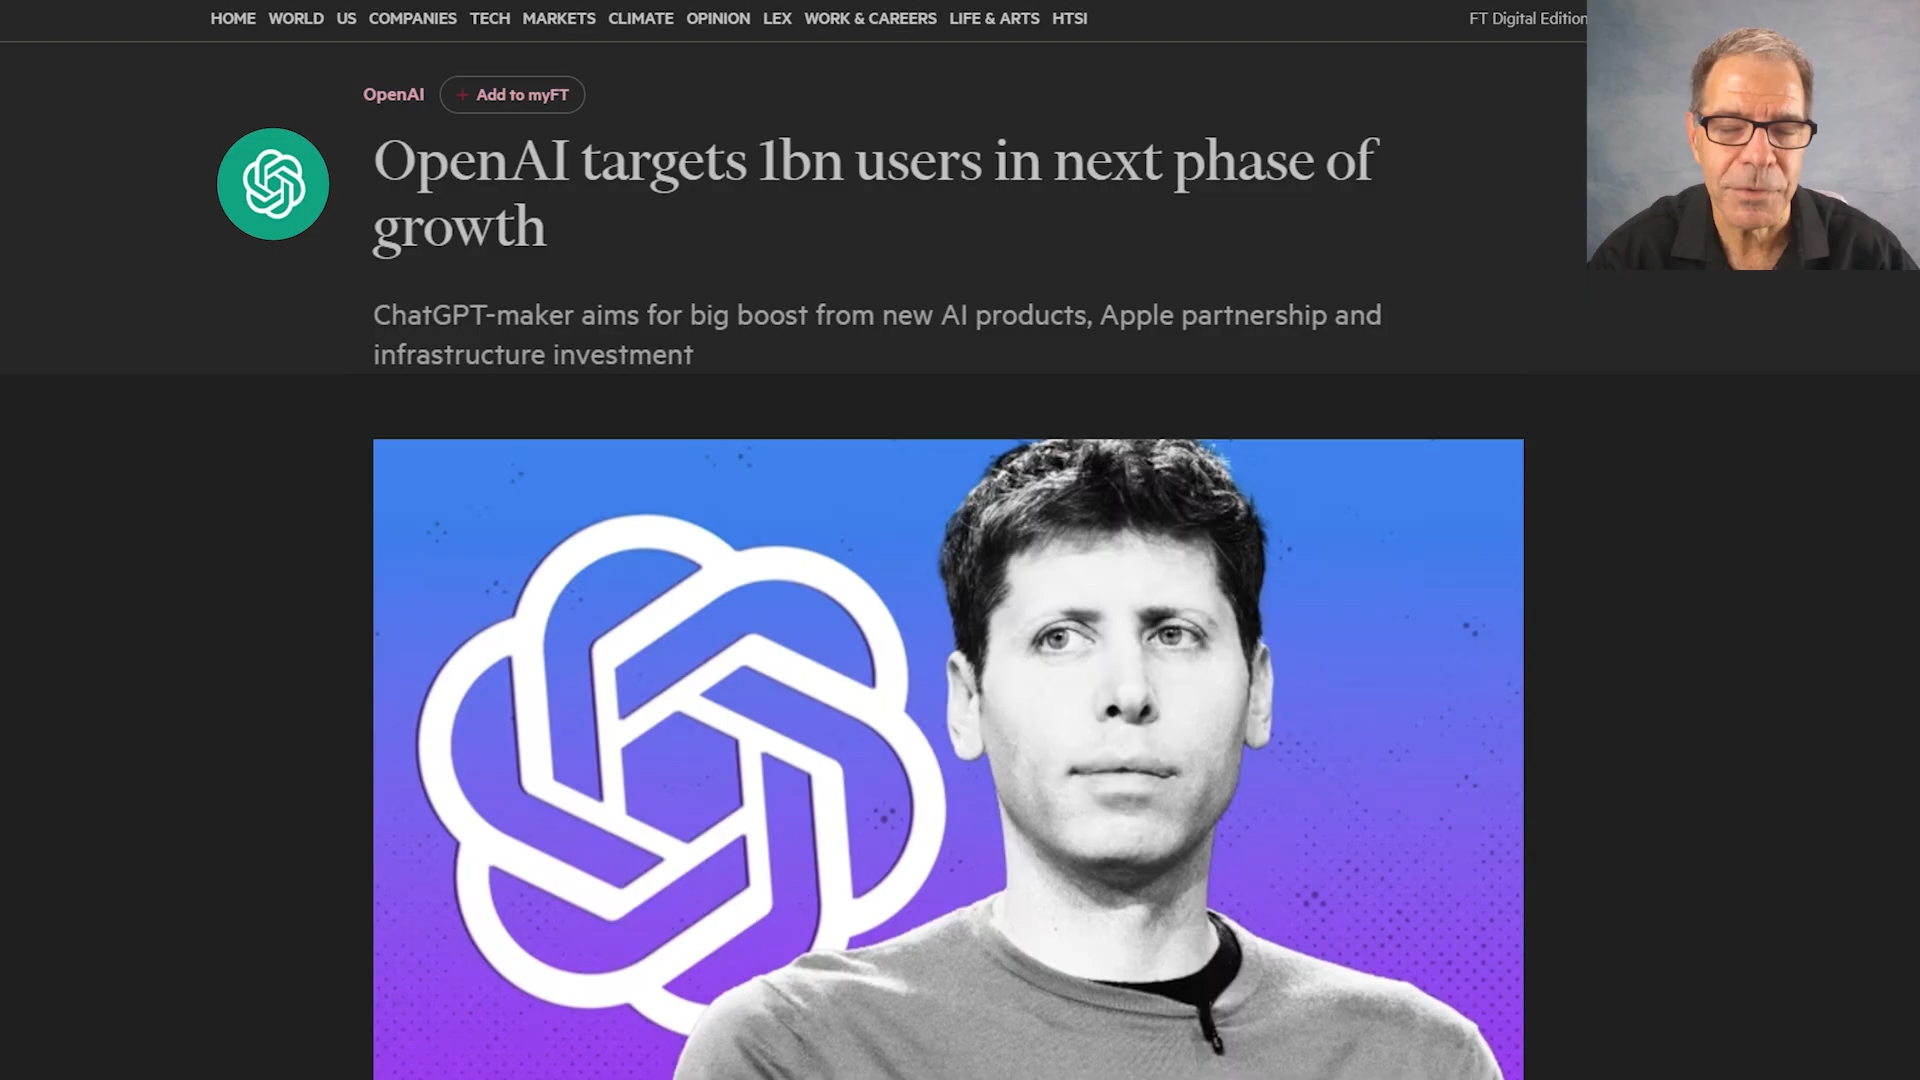 HOME WORLD US COMPANIES TECH MARKETS CLIMATE OPINION LEX WORK & CAREERS LIFE & ARTS HTSI
FT Digital Edition
OpenAI + Add to myFT
OpenAI targets 1bn users in next phase of
growth
ChatGPT-maker aims for big boost from new AI products, Apple partnership and
infrastructure investment